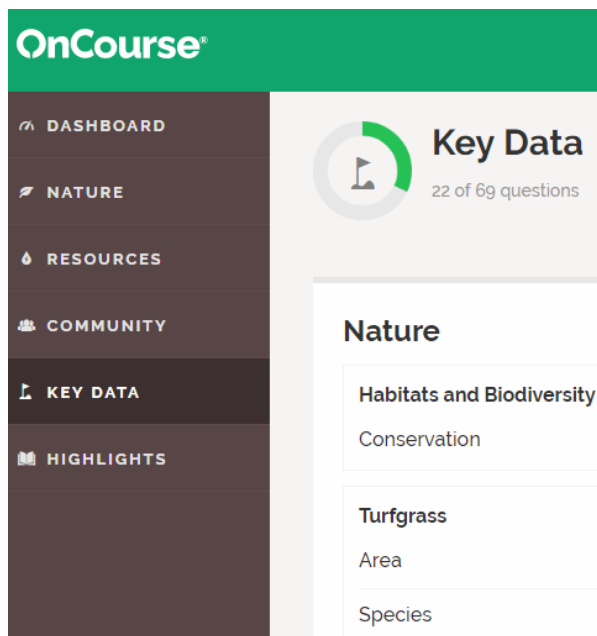 OnCourse®
DASHBOARD
NATURE
RESOURCES
COMMUNITY
KEY DATA
HIGHLIGHTS
Key Data
22 of 69 questions
Nature
Habitats and Biodiversity
Conservation
Turfgrass
Area
Species